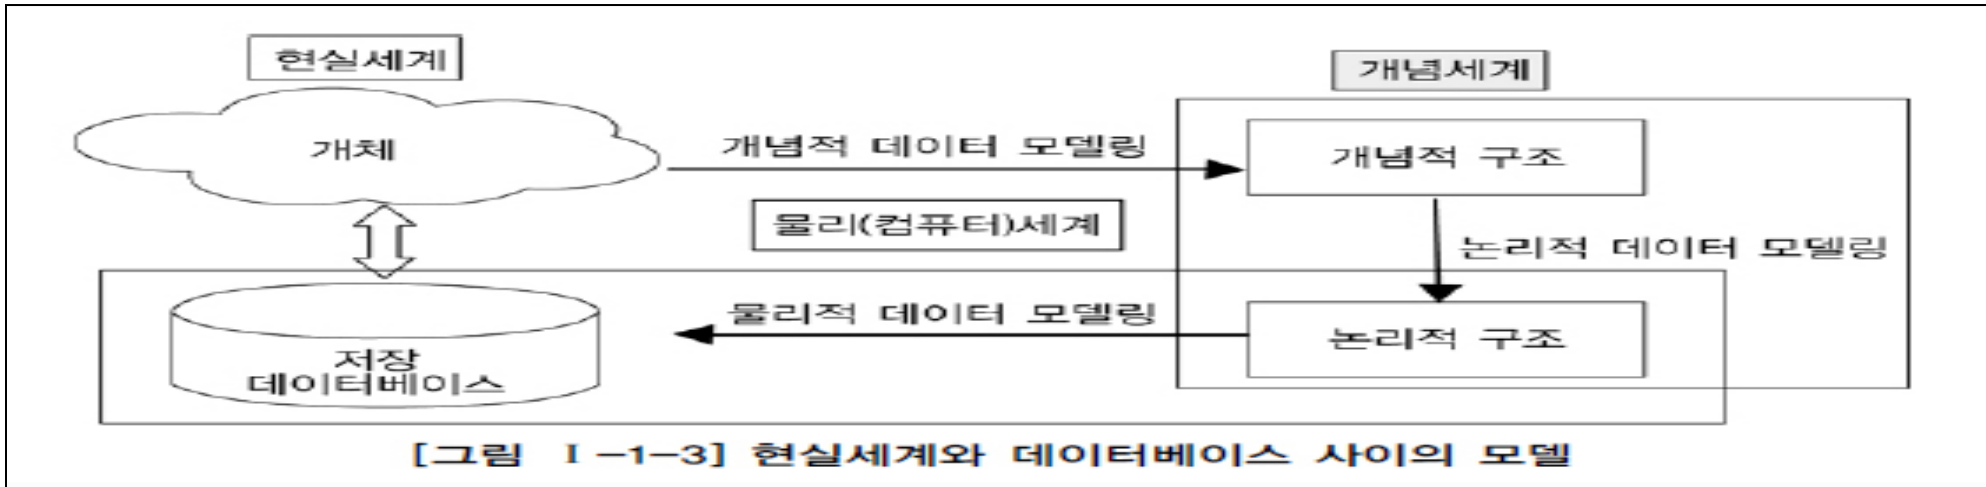 현실세계
개념세계
개체
개념적 데이터 모델링
개념적 구조
물리(컴퓨터)세계
논리적 데이터 모델링
물리적 데이터 모델링
논리적 구조
저장
데이터베이스
[그림 Ⅰ-1-3] 현실세계와 데이터베이스 사이의 모델